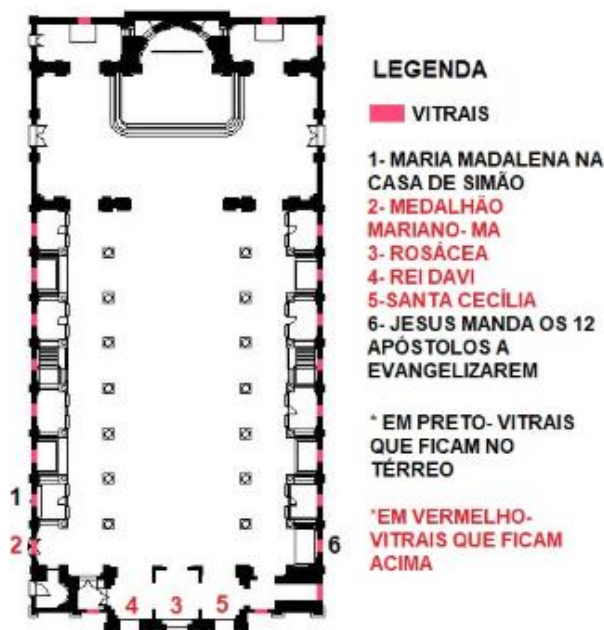 LEGENDA
VITRAIS
1- MARIA MADALENA NA
CASA DE SIMÃO
2- MEDALHÃO
MARIANO- MA
3- ROSÁCEA
4- REI DAVI
5-SANTA CECÍLIA
6- JESUS MANDA OS 12
APÓSTOLOS A
EVANGELIZAREM
* EM PRETO- VITRAIS
QUE FICAM NO
TÉRREO
*EM VERMELHO-
VITRAIS QUE FICAM
ACIMA
1
2
6
4 3 5